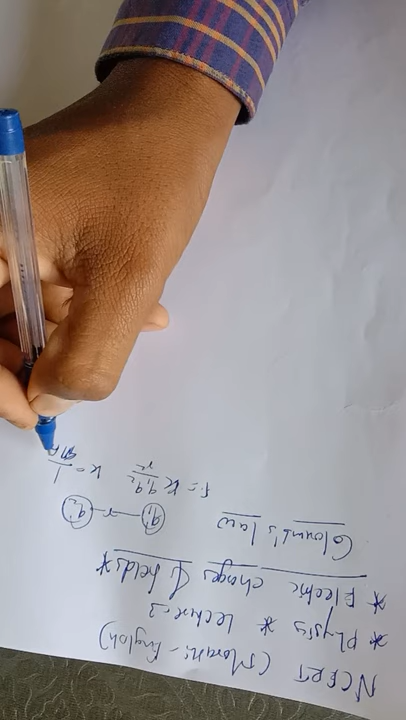 NCERT (Marathi - English)
* Physics * Lecture - 3
* Electric charges & fields *
Coloumb's law
q₁ — r — q₂
F = K q₁q₂ / r² K = 1 / 4π